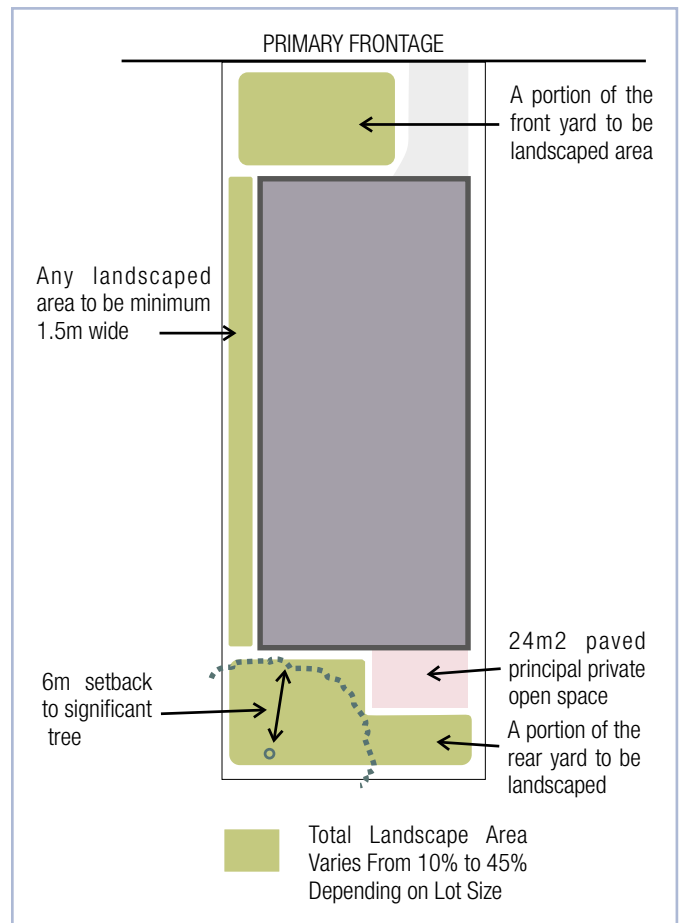 PRIMARY FRONTAGE
A portion of the
front yard to be
landscaped area
Any landscaped
area to be minimum
1.5m wide
24m2 paved
principal private
open space
6m setback
to significant
tree
A portion of the
rear yard to be
landscaped
Total Landscape Area
Varies From 10% to 45%
Depending on Lot Size